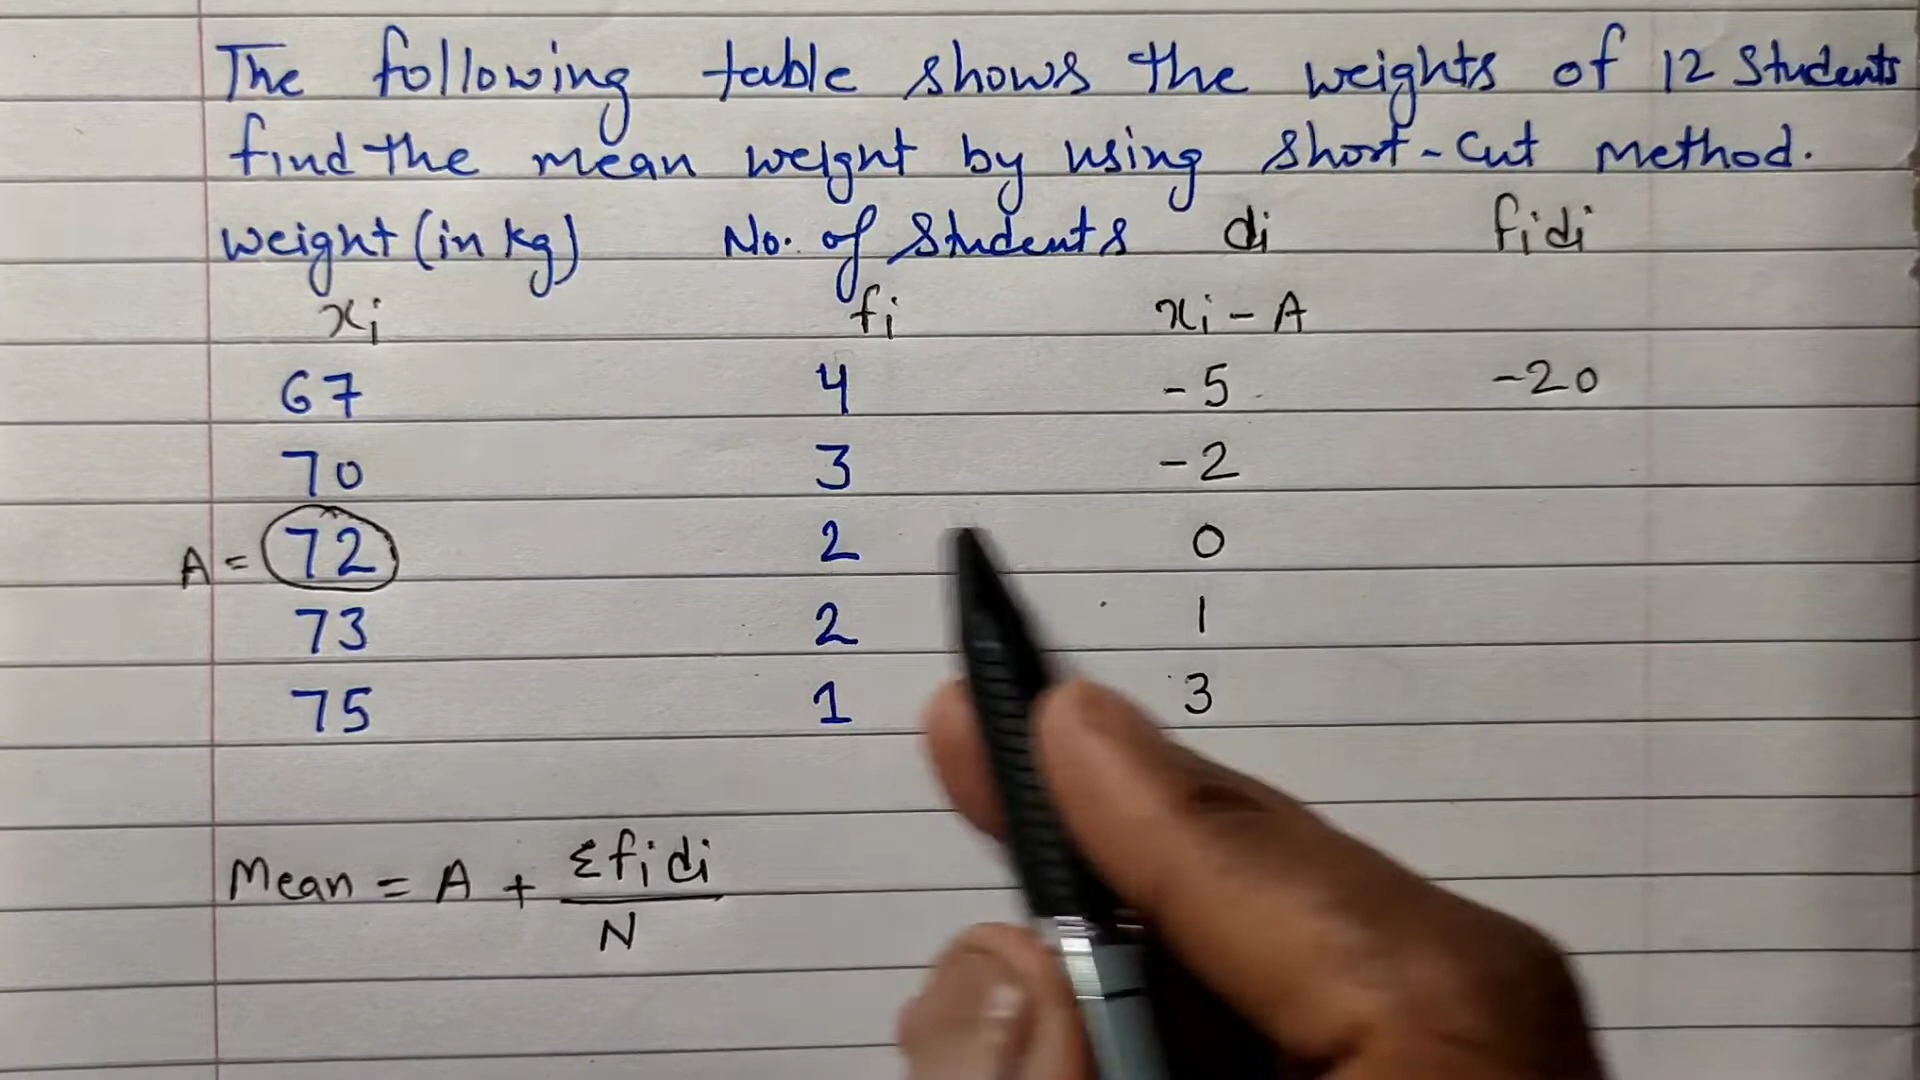 The following table shows the weights of 12 Students
find the mean weight by using short-cut method.
weight (in kg) No. of Students di fidi
xi fi xi - A
67 4 -5 -20
70 3 -2
A = 72 2 0
73 2 1
75 1 3
Mean = A + Σfidi
N